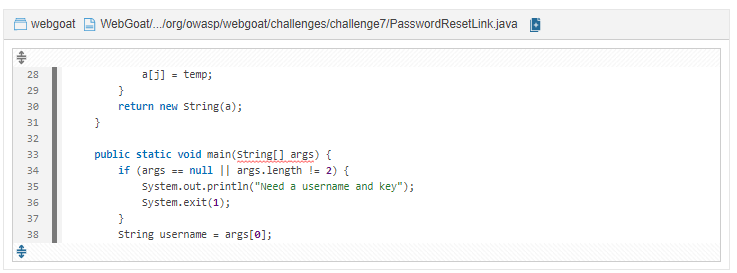 webgoat WebGoat/.../org/owasp/webgoat/challenges/challenge7/PasswordResetLink.java
28 a[j] = temp;
29 }
30 return new String(a);
31 }
32
33 public static void main(String[] args) {
34 if (args == null || args.length != 2) {
35 System.out.println("Need a username and key");
36 System.exit(1);
37 }
38 String username = args[0];